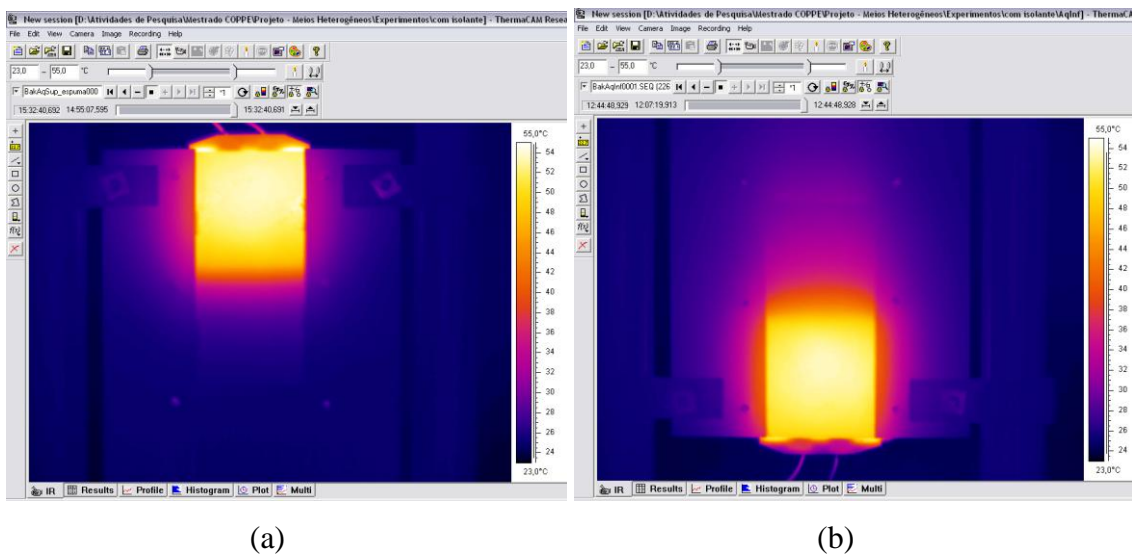 New session [D:\Atividades de Pesquisa\Mestrado COPPE\Projeto - Meios Heterogêneos\Experimentos\com isolante] - ThermaCAM Resea
File Edit View Camera Image Recording Help
23,0 - 55,0 °C
BakAqSup_espuma000
15:32:40,692 14:55:07,595 15:32:40,691
55,0°C
54
52
50
48
46
44
42
40
38
36
34
32
30
28
26
24
23,0°C
IR Results Profile Histogram Plot Multi
(a)
New session [D:\Atividades de Pesquisa\Mestrado COPPE\Projeto - Meios Heterogêneos\Experimentos\com isolante\AqInf] - ThermaCA
File Edit View Camera Image Recording Help
23,0 - 55,0 °C
BakAqInf0001.SEQ (226
12:44:48,929 12:07:19,913 12:44:48,928
55,0°C
54
52
50
48
46
44
42
40
38
36
34
32
30
28
26
24
23,0°C
IR Results Profile Histogram Plot Multi
(b)